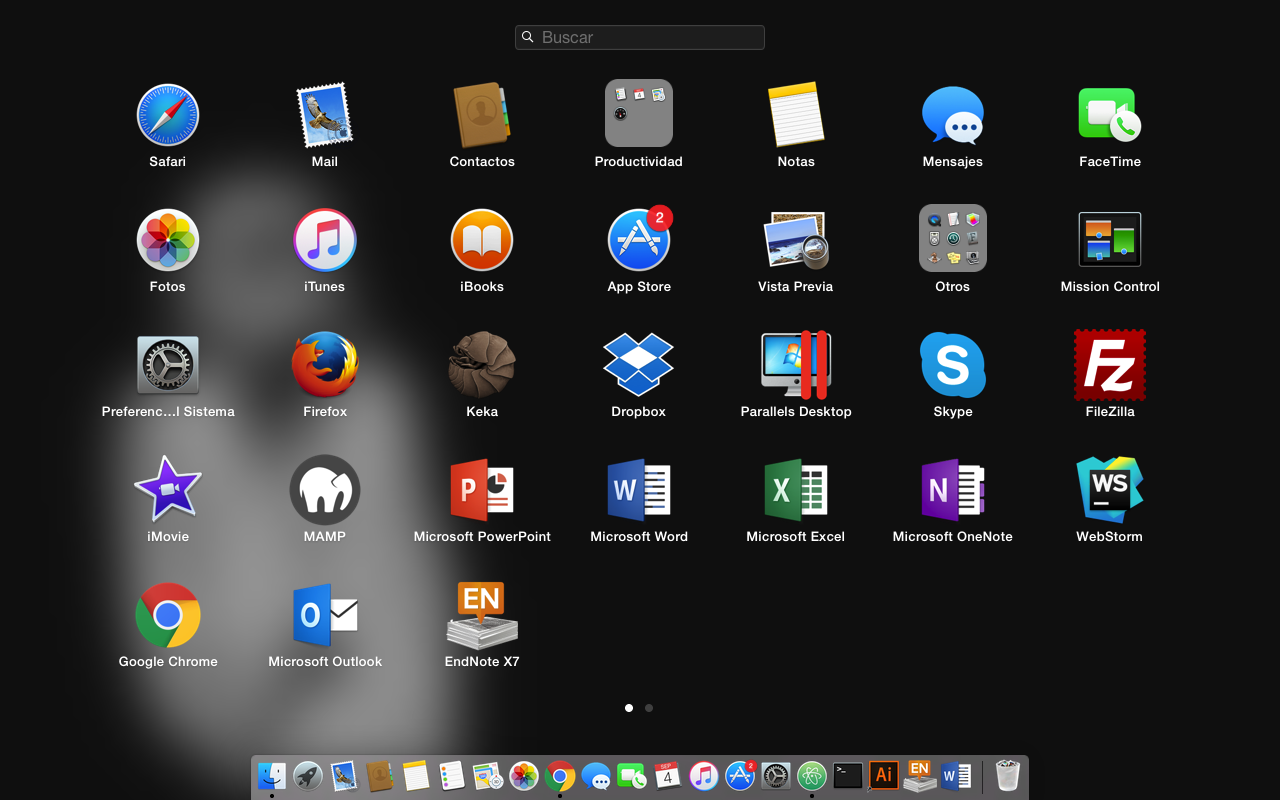 Buscar
Safari
Mail
Contactos
Productividad
Notas
Mensajes
FaceTime
Fotos
iTunes
iBooks
2
App Store
Vista Previa
Otros
Mission Control
Preferenc...l Sistema
Firefox
Keka
Dropbox
Parallels Desktop
S
Skype
Fz
FileZilla
iMovie
MAMP
P
Microsoft PowerPoint
W
Microsoft Word
X
Microsoft Excel
N
Microsoft OneNote
WS
WebStorm
Google Chrome
O
Microsoft Outlook
EN
EndNote X7
SEP
4
2
>_
Ai
EN
W